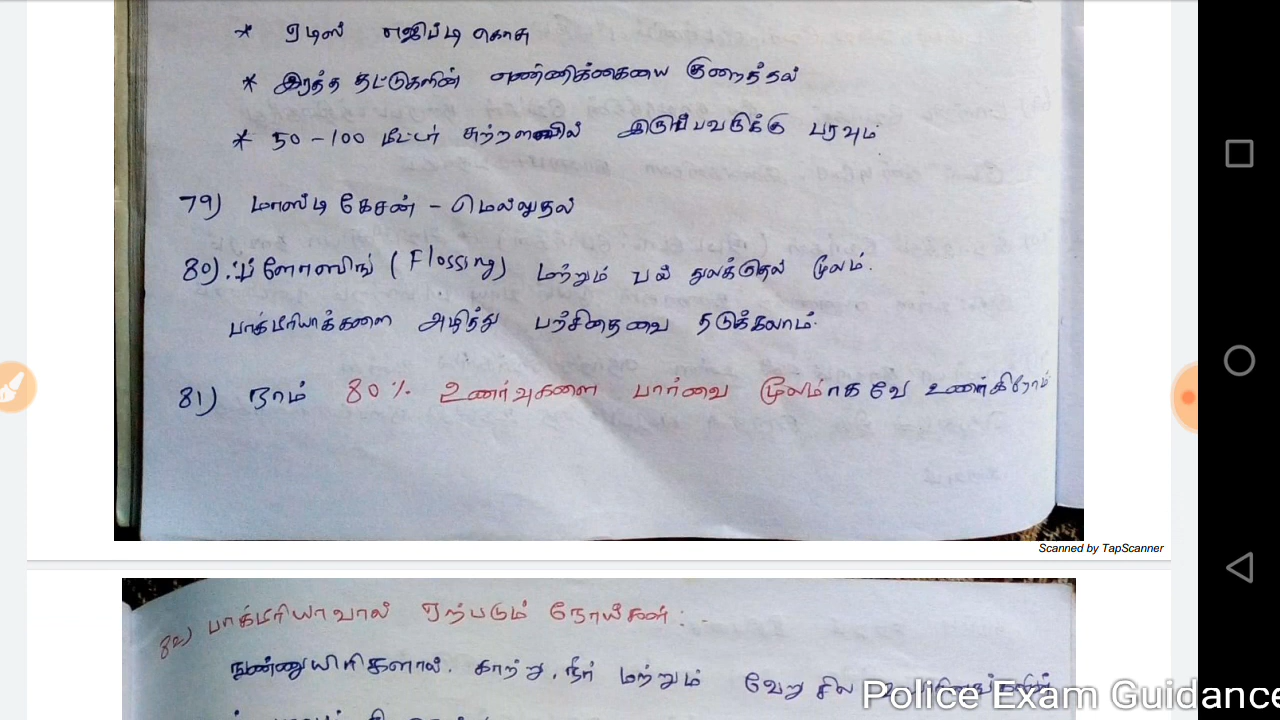 * ஏடிஸ் எஜிப்டி கொசு
* இரத்த தட்டுகளின் எண்ணிக்கையை குறைத்தல்
* 50 - 100 மீட்டர் சுற்றளவில் இருப்பவருக்கு பரவும்
79) மாஸ்டிகேசன் - மெல்லுதல்
80) ஃப்ளோஸிங் (Flossing) மற்றும் பல் துலக்குதல் மூலம்.
பாக்டீரியாக்களை அழித்து பற்சிதைவை தடுக்கலாம்.
81) நாம் 80% உணர்வுகளை பார்வை மூலமாகவே உணர்கிறோம்
Scanned by TapScanner
82) பாக்டீரியாவால் ஏற்படும் நோய்கள் : -
நுண்ணுயிரிகளால். காற்று, நீர் மற்றும் வேறு சில
Police Exam Guidance